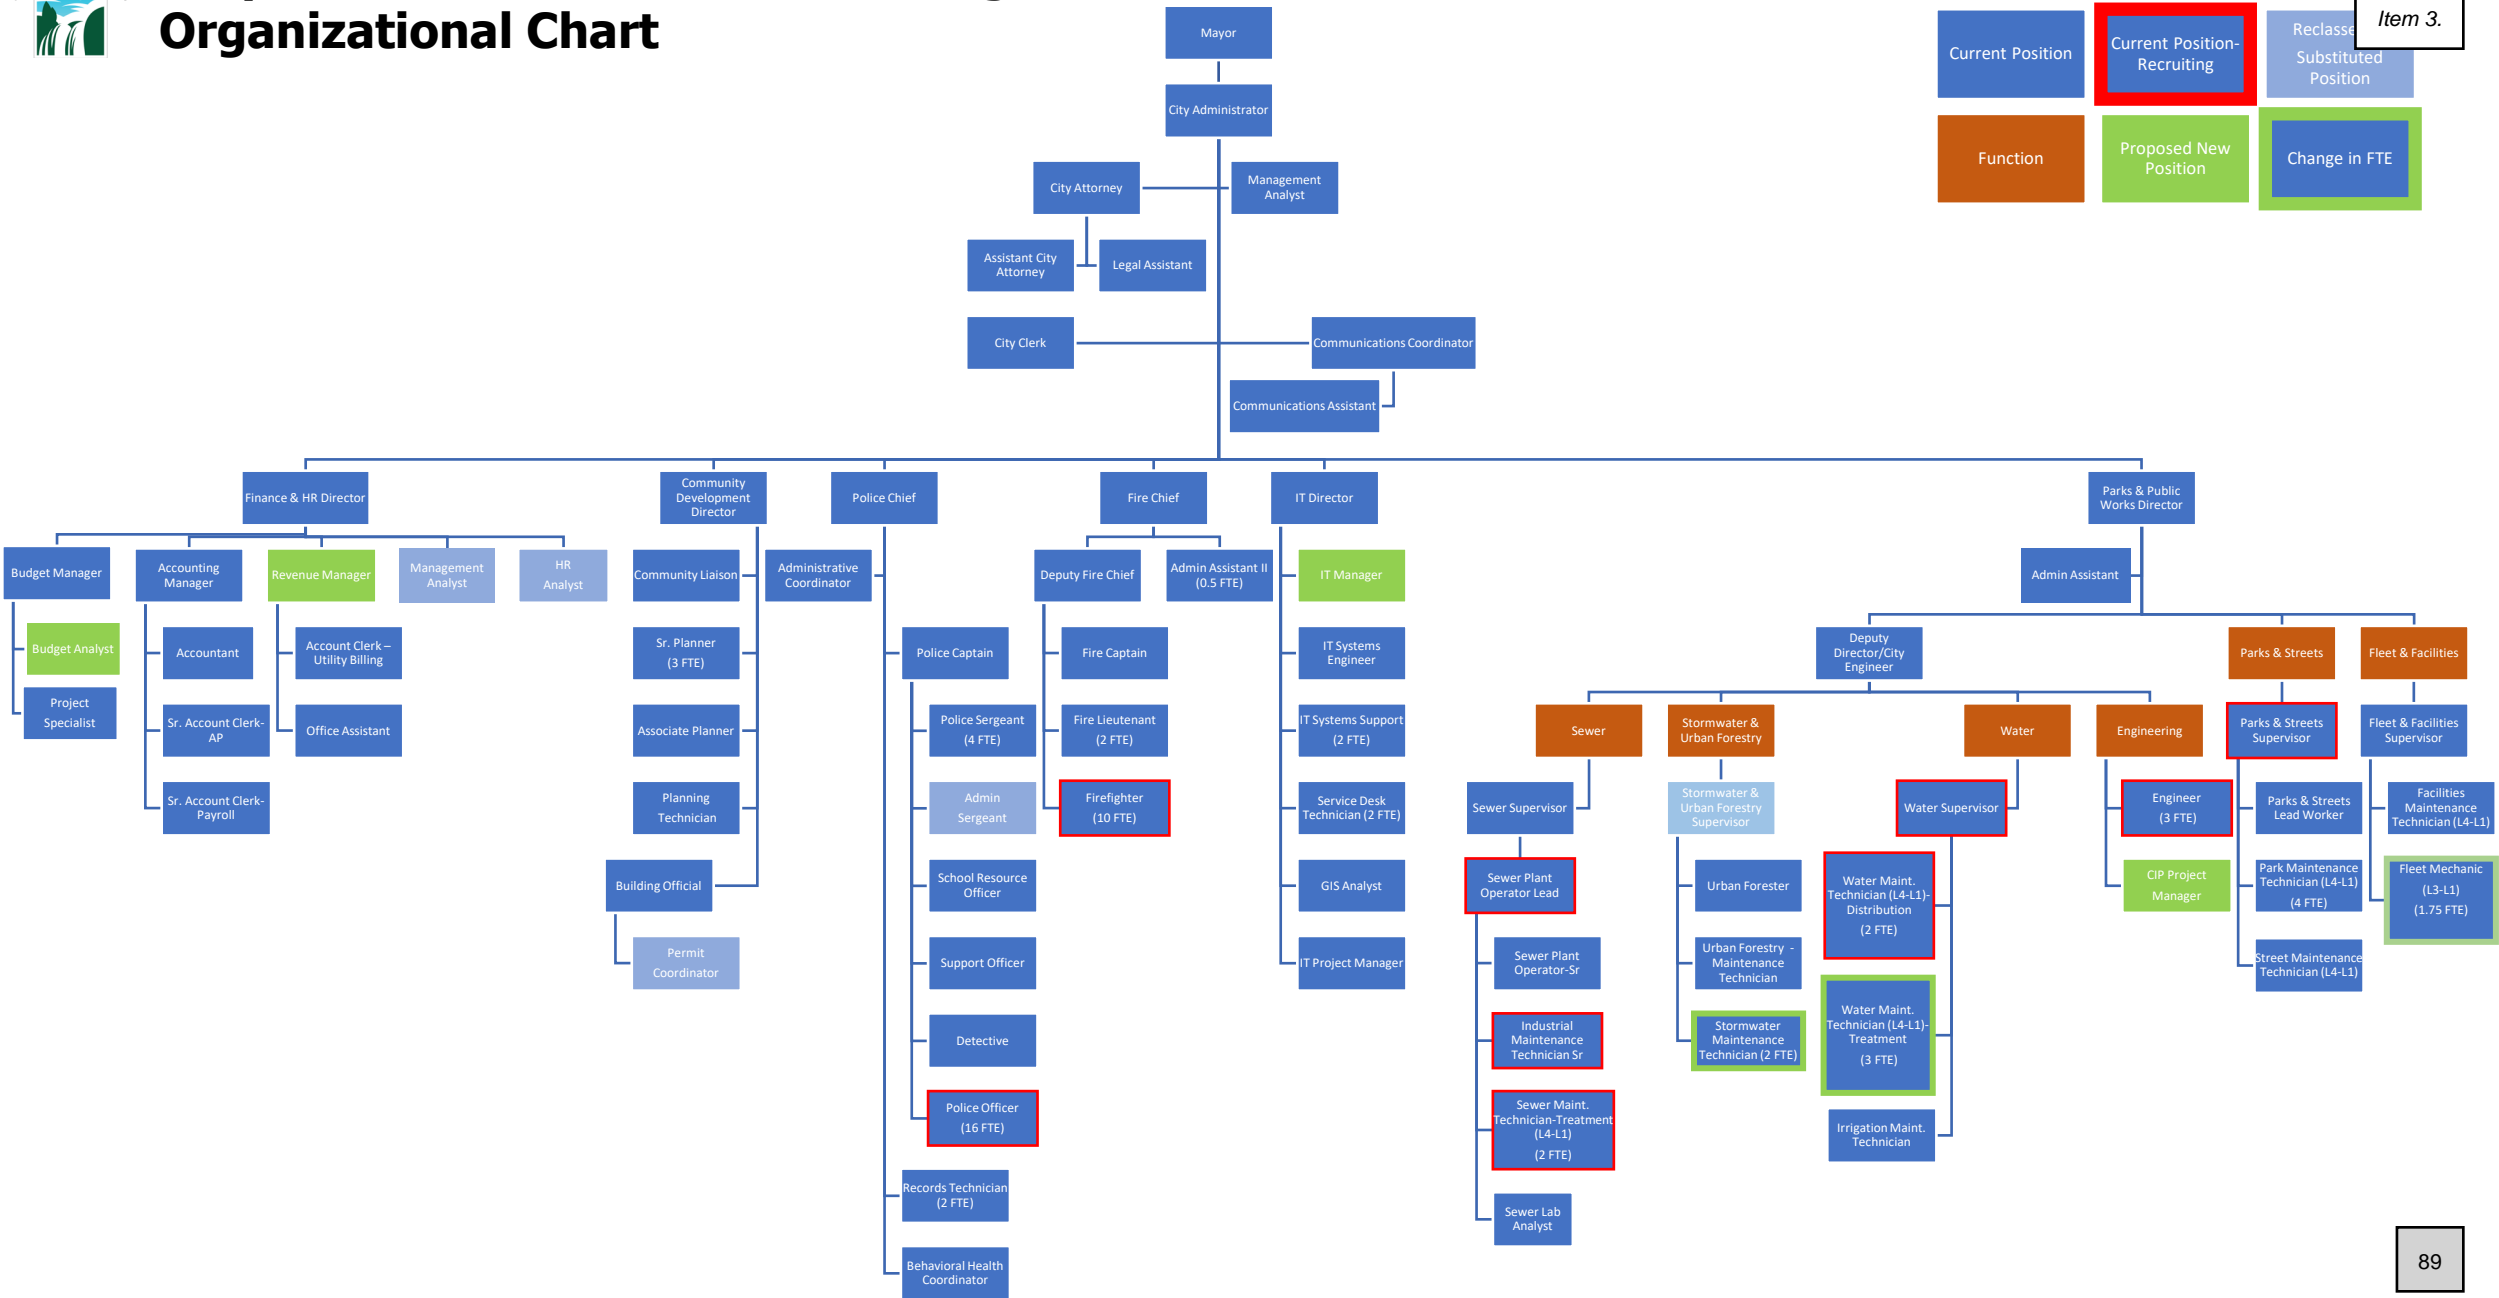 Organizational Chart
Item 3.
Current Position
Current Position-
Recruiting
Substituted
Position
Function
Proposed New
Position
Change in FTE
Mayor
City Administrator
City Attorney
Management
Analyst
Assistant City
Attorney
Legal Assistant
City Clerk
Communications Coordinator
Communications Assistant
Finance & HR Director
Community
Development
Director
Police Chief
Fire Chief
IT Director
Parks & Public
Works Director
Budget Manager
Accounting
Manager
Revenue Manager
Management
Analyst
HR
Analyst
Budget Analyst
Project
Specialist
Accountant
Sr. Account Clerk-
AP
Sr. Account Clerk-
Payroll
Account Clerk –
Utility Billing
Office Assistant
Community Liaison
Sr. Planner
(3 FTE)
Associate Planner
Planning
Technician
Building Official
Permit
Coordinator
Administrative
Coordinator
Police Captain
Police Sergeant
(4 FTE)
Admin
Sergeant
School Resource
Officer
Support Officer
Detective
Police Officer
(16 FTE)
Records Technician
(2 FTE)
Behavioral Health
Coordinator
Deputy Fire Chief
Admin Assistant II
(0.5 FTE)
Fire Captain
Fire Lieutenant
(2 FTE)
Firefighter
(10 FTE)
IT Manager
IT Systems
Engineer
IT Systems Support
(2 FTE)
Service Desk
Technician (2 FTE)
GIS Analyst
IT Project Manager
Admin Assistant
Deputy
Director/City
Engineer
Parks & Streets
Fleet & Facilities
Sewer
Stormwater &
Urban Forestry
Water
Engineering
Parks & Streets
Supervisor
Fleet & Facilities
Supervisor
Sewer Supervisor
Sewer Plant
Operator Lead
Sewer Plant
Operator-Sr
Industrial
Maintenance
Technician Sr
Sewer Maint.
Technician-Treatment
(L4-L1)
(2 FTE)
Sewer Lab
Analyst
Stormwater &
Urban Forestry
Supervisor
Urban Forester
Urban Forestry -
Maintenance
Technician
Stormwater
Maintenance
Technician (2 FTE)
Water Supervisor
Water Maint.
Technician (L4-L1)-
Distribution
(2 FTE)
Water Maint.
Technician (L4-L1)-
Treatment
(3 FTE)
Irrigation Maint.
Technician
Engineer
(3 FTE)
CIP Project
Manager
Parks & Streets
Lead Worker
Park Maintenance
Technician (L4-L1)
(4 FTE)
Street Maintenance
Technician (L4-L1)
Facilities
Maintenance
Technician (L4-L1)
Fleet Mechanic
(L3-L1)
(1.75 FTE)
89